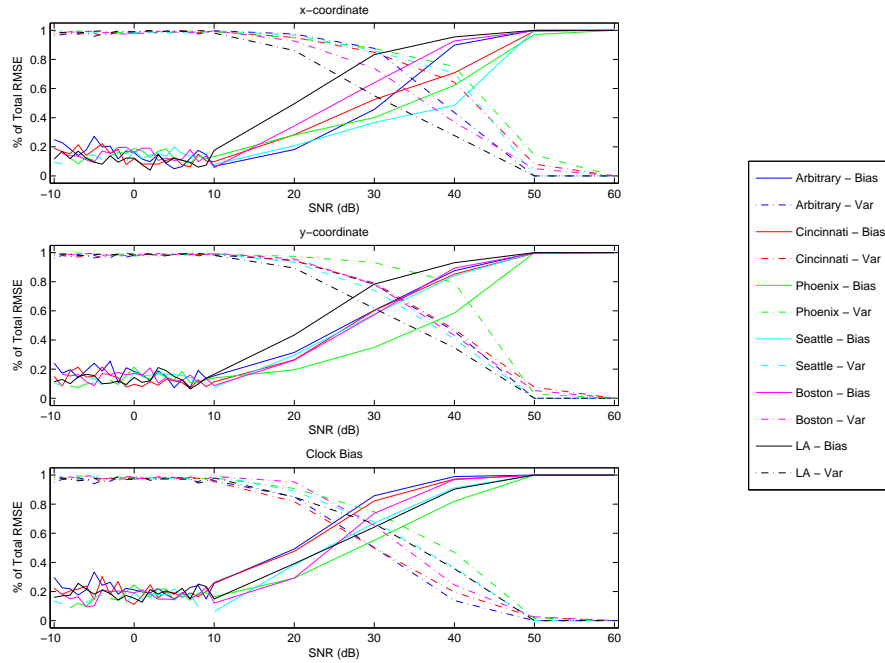 x−coordinate
% of Total RMSE
1
0.8
0.6
0.4
0.2
0
−10
0
10
20
30
40
50
60
SNR (dB)
y−coordinate
% of Total RMSE
1
0.8
0.6
0.4
0.2
0
−10
0
10
20
30
40
50
60
SNR (dB)
Clock Bias
% of Total RMSE
1
0.8
0.6
0.4
0.2
0
−10
0
10
20
30
40
50
60
SNR (dB)
Arbitrary − Bias
Arbitrary − Var
Cincinnati − Bias
Cincinnati − Var
Phoenix − Bias
Phoenix − Var
Seattle − Bias
Seattle − Var
Boston − Bias
Boston − Var
LA − Bias
LA − Var